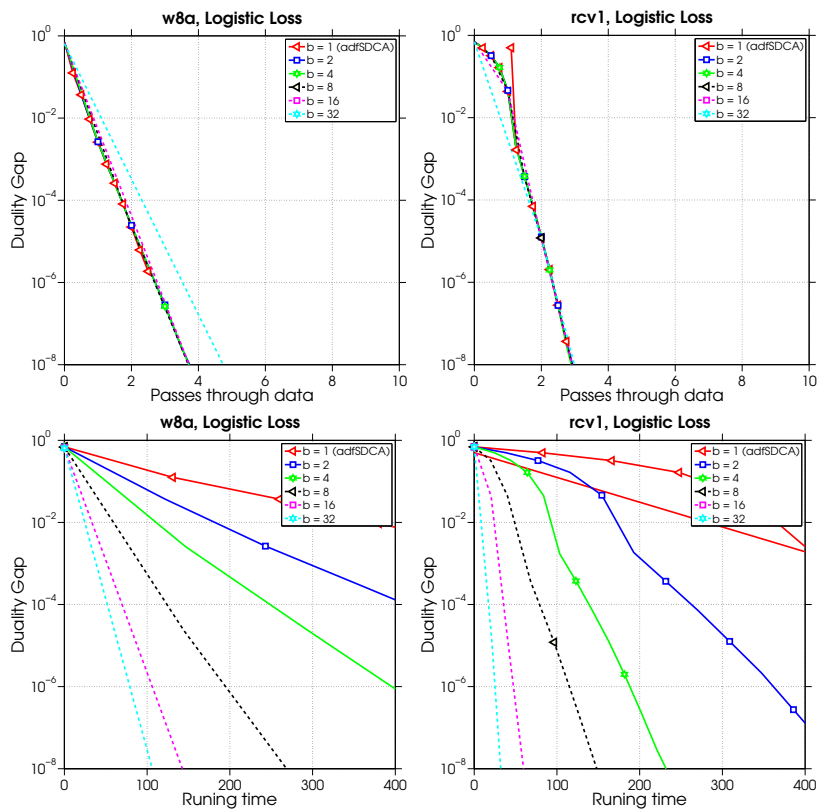 w8a, Logistic Loss
10^0
10^-2
10^-4
10^-6
10^-8
Duality Gap
b = 1 (adfSDCA)
b = 2
b = 4
b = 8
b = 16
b = 32
0 2 4 6 8 10
Passes through data
rcv1, Logistic Loss
10^0
10^-2
10^-4
10^-6
10^-8
Duality Gap
b = 1 (adfSDCA)
b = 2
b = 4
b = 8
b = 16
b = 32
0 2 4 6 8 10
Passes through data
w8a, Logistic Loss
10^0
10^-2
10^-4
10^-6
10^-8
Duality Gap
b = 1 (adfSDCA)
b = 2
b = 4
b = 8
b = 16
b = 32
0 100 200 300 400
Runing time
rcv1, Logistic Loss
10^0
10^-2
10^-4
10^-6
10^-8
Duality Gap
b = 1 (adfSDCA)
b = 2
b = 4
b = 8
b = 16
b = 32
0 100 200 300 400
Runing time